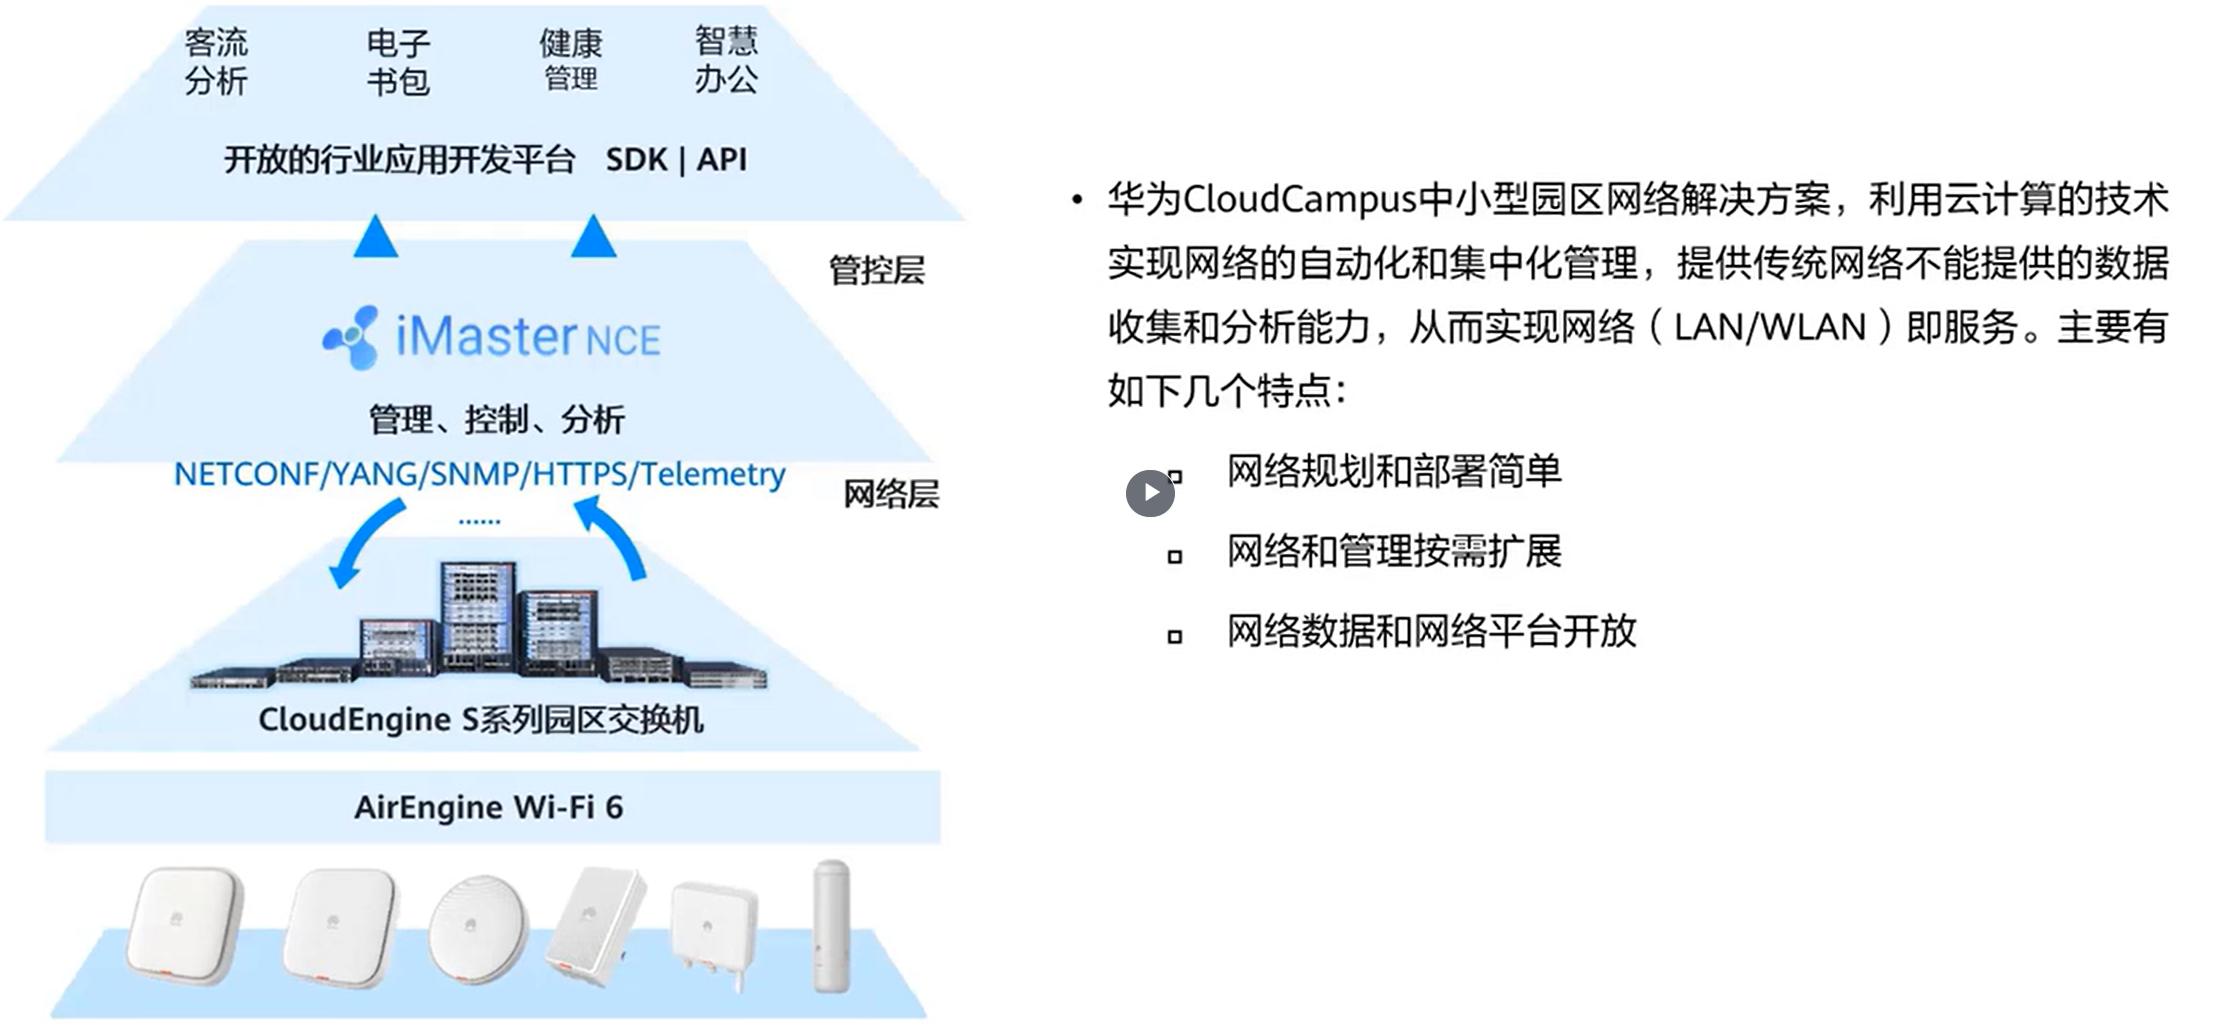 客流 电子 健康 智慧
分析 书包 管理 办公
开放的行业应用开发平台 SDK | API
管控层
iMaster NCE
管理、控制、分析
NETCONF/YANG/SNMP/HTTPS/Telemetry
网络层
......
CloudEngine S系列园区交换机
AirEngine Wi-Fi 6
• 华为CloudCampus中小型园区网络解决方案，利用云计算的技术
实现网络的自动化和集中化管理，提供传统网络不能提供的数据
收集和分析能力，从而实现网络（LAN/WLAN）即服务。主要有
如下几个特点：
网络规划和部署简单
网络和管理按需扩展
网络数据和网络平台开放